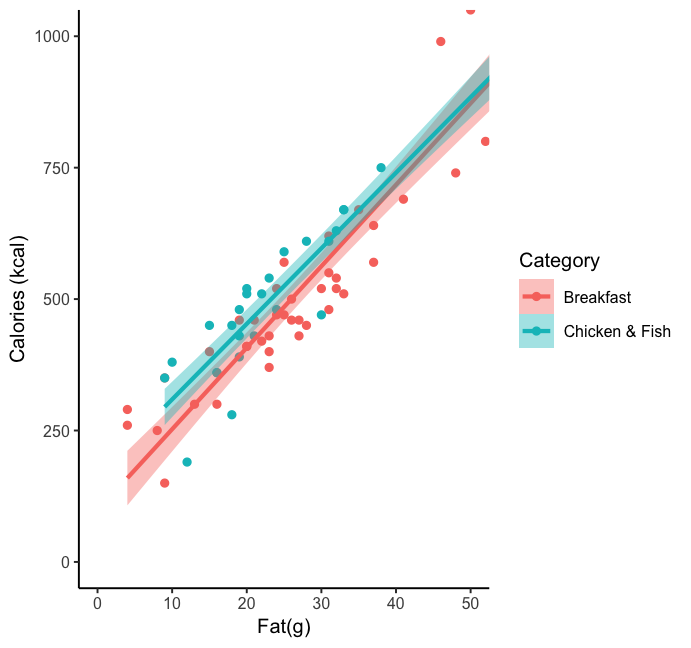 1000
750
500
250
0
Calories (kcal)
0 10 20 30 40 50
Fat(g)
Category
Breakfast
Chicken & Fish